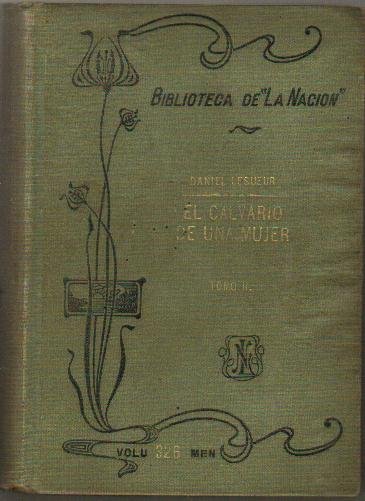 BIBLIOTECA DE "LA NACION"
DANIEL LESUEUR
EL CALVARIO
DE UNA MUJER
TOMO II.
N
VOLU 326 MEN